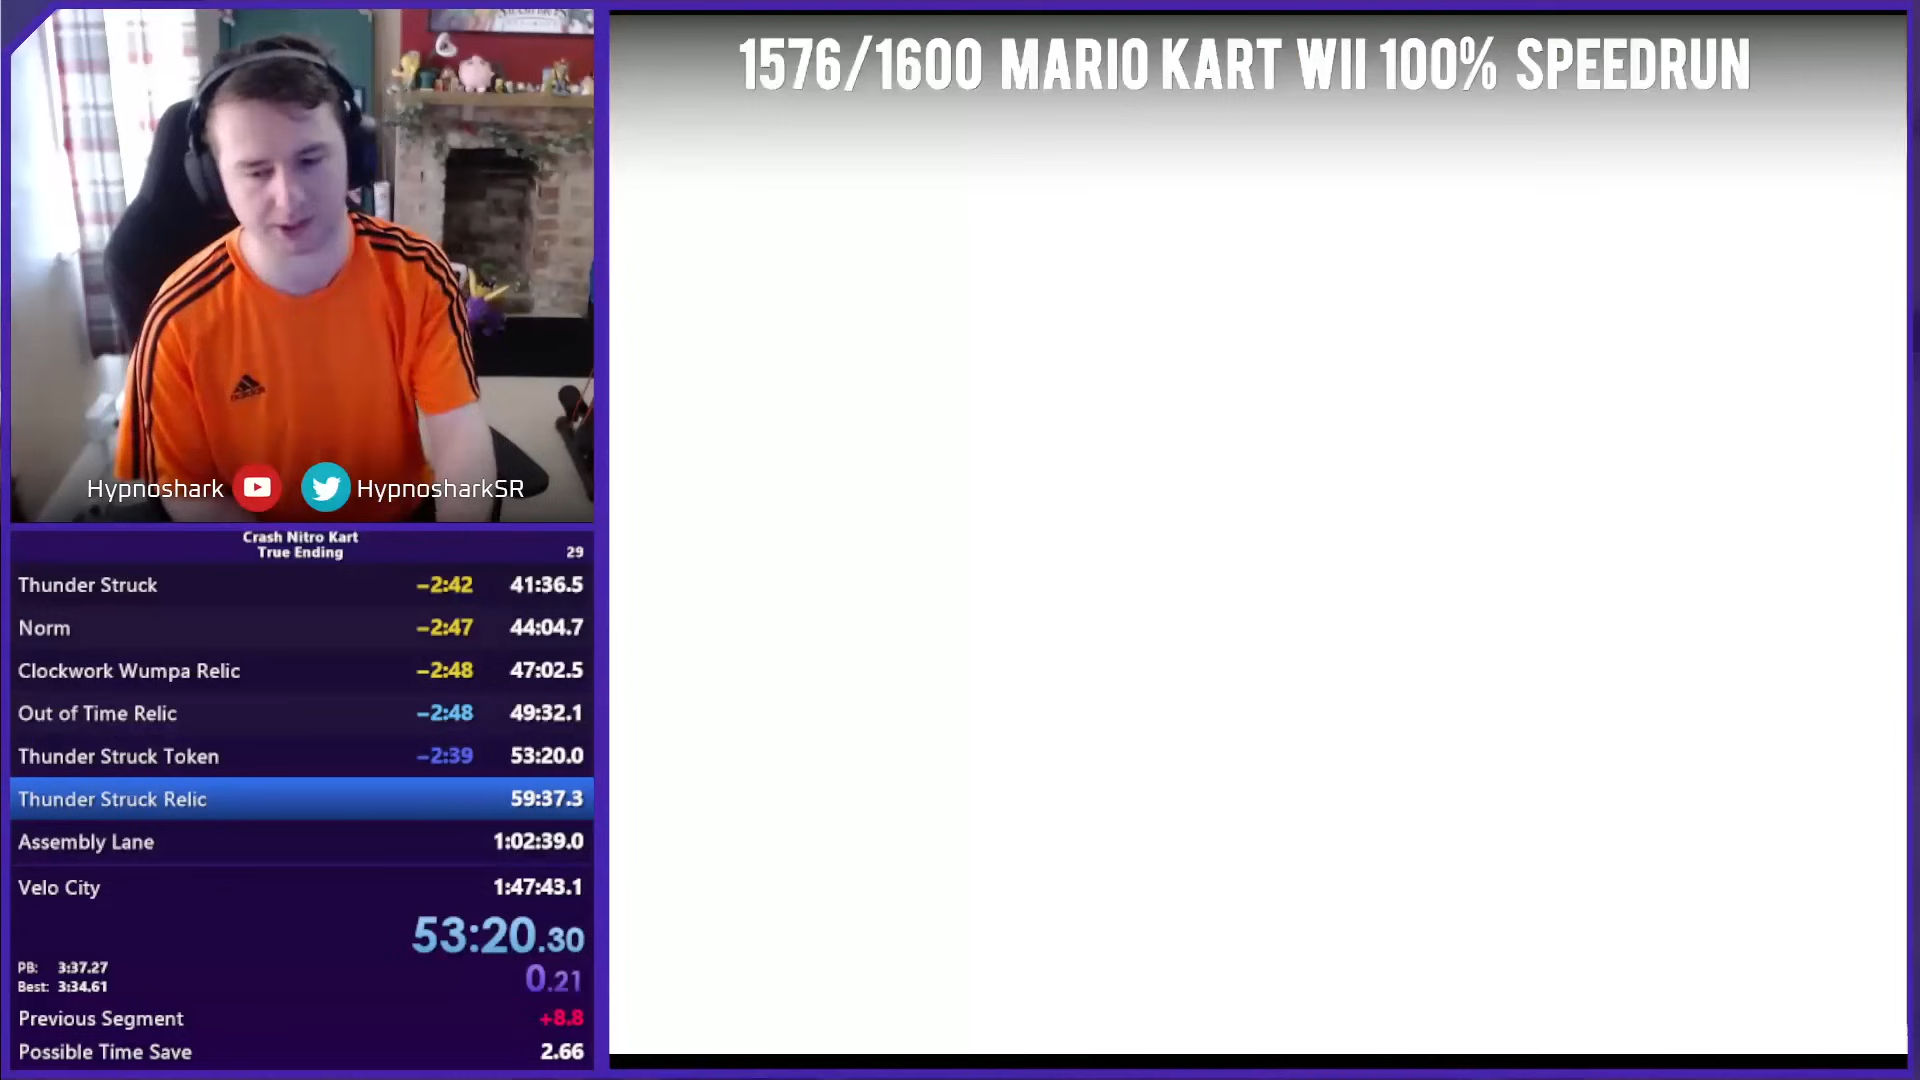 1576/1600 MARIO KART WII 100% SPEEDRUN
adidas
Hypnoshark HypnosharkSR
Crash Nitro Kart
True Ending 29
Thunder Struck −2:42 41:36.5
Norm −2:47 44:04.7
Clockwork Wumpa Relic −2:48 47:02.5
Out of Time Relic −2:48 49:32.1
Thunder Struck Token −2:39 53:20.0
Thunder Struck Relic 59:37.3
Assembly Lane 1:02:39.0
Velo City 1:47:43.1
53:20.30
PB: 3:37.27
Best: 3:34.61
0.21
Previous Segment +8.8
Possible Time Save 2.66